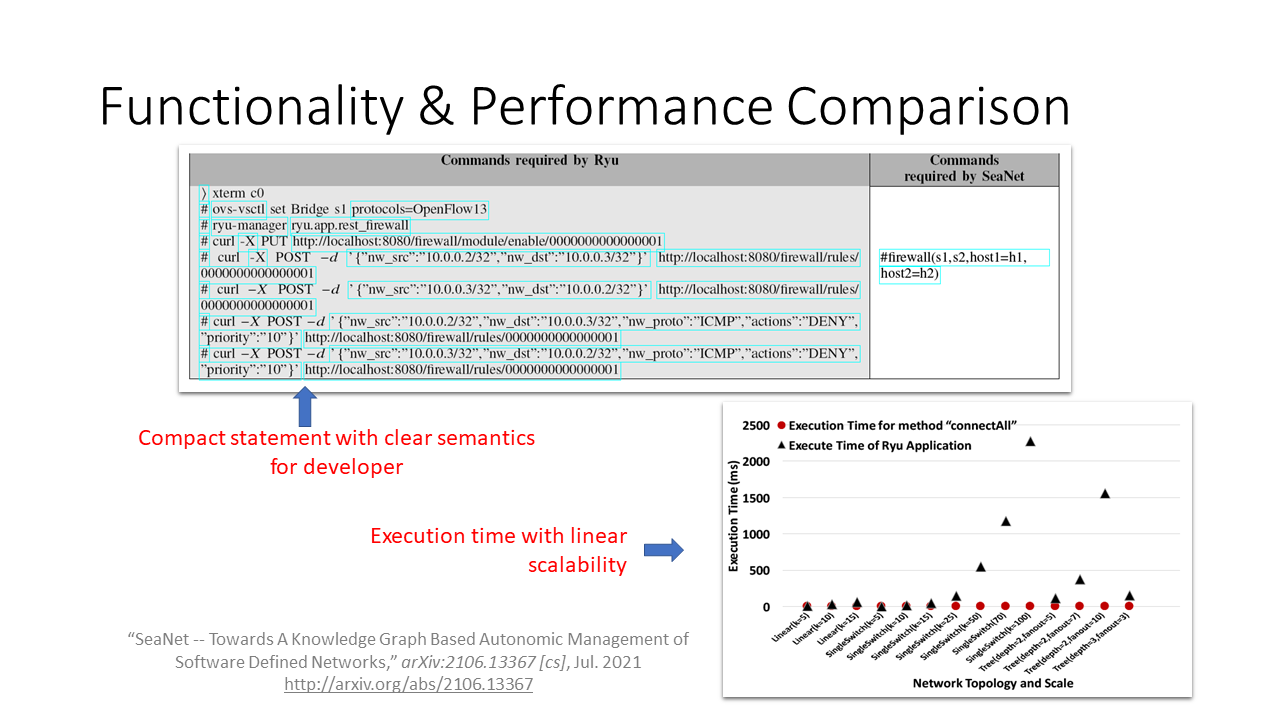 Functionality & Performance Comparison
Commands required by Ryu
Commands
required by SeaNet
⟩ xterm c0
# ovs-vsctl set Bridge s1 protocols=OpenFlow13
# ryu-manager ryu.app.rest_firewall
# curl -X PUT http://localhost:8080/firewall/module/enable/0000000000000001
# curl -X POST –d '{"nw_src":"10.0.0.2/32","nw_dst":"10.0.0.3/32"}' http://localhost:8080/firewall/rules/
0000000000000001
# curl –X POST –d '{"nw_src":"10.0.0.3/32","nw_dst":"10.0.0.2/32"}' http://localhost:8080/firewall/rules/
0000000000000001
# curl –X POST –d '{"nw_src":"10.0.0.2/32","nw_dst":"10.0.0.3/32","nw_proto":"ICMP","actions":"DENY",
"priority":"10"}' http://localhost:8080/firewall/rules/0000000000000001
# curl –X POST –d '{"nw_src":"10.0.0.3/32","nw_dst":"10.0.0.2/32","nw_proto":"ICMP","actions":"DENY",
"priority":"10"}' http://localhost:8080/firewall/rules/0000000000000001
#firewall(s1,s2,host1=h1,
host2=h2)
Compact statement with clear semantics
for developer
Execution time with linear
scalability
"SeaNet -- Towards A Knowledge Graph Based Autonomic Management of
Software Defined Networks," arXiv:2106.13367 [cs], Jul. 2021
http://arxiv.org/abs/2106.13367
Execution Time for method "connectAll"
Execute Time of Ryu Application
Execution Time (ms)
2500
2000
1500
1000
500
0
Linear(k=5)
Linear(k=10)
Linear(k=15)
SingleSwitch(k=5)
SingleSwitch(k=10)
SingleSwitch(k=15)
SingleSwitch(k=25)
SingleSwitch(k=50)
SingleSwitch(70)
SingleSwitch(k=100)
Tree(depth=2,fanout=5)
Tree(depth=2,fanout=7)
Tree(depth=2,fanout=10)
Tree(depth=3,fanout=3)
Network Topology and Scale